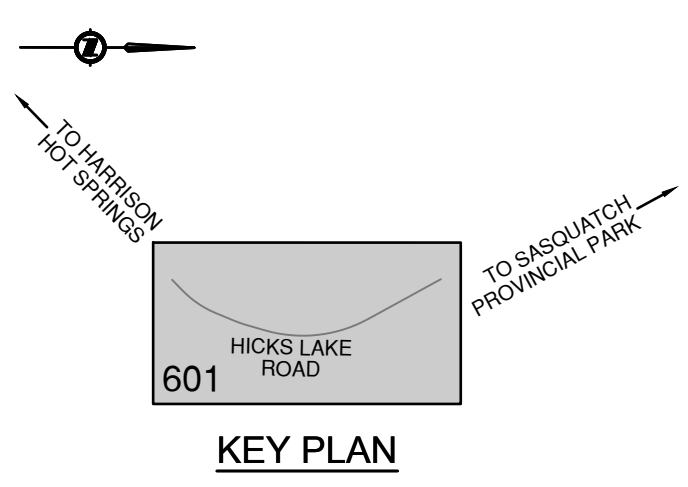 N
TO HARRISON
HOT SPRINGS
TO SASQUATCH
PROVINCIAL PARK
HICKS LAKE
ROAD
601
KEY PLAN